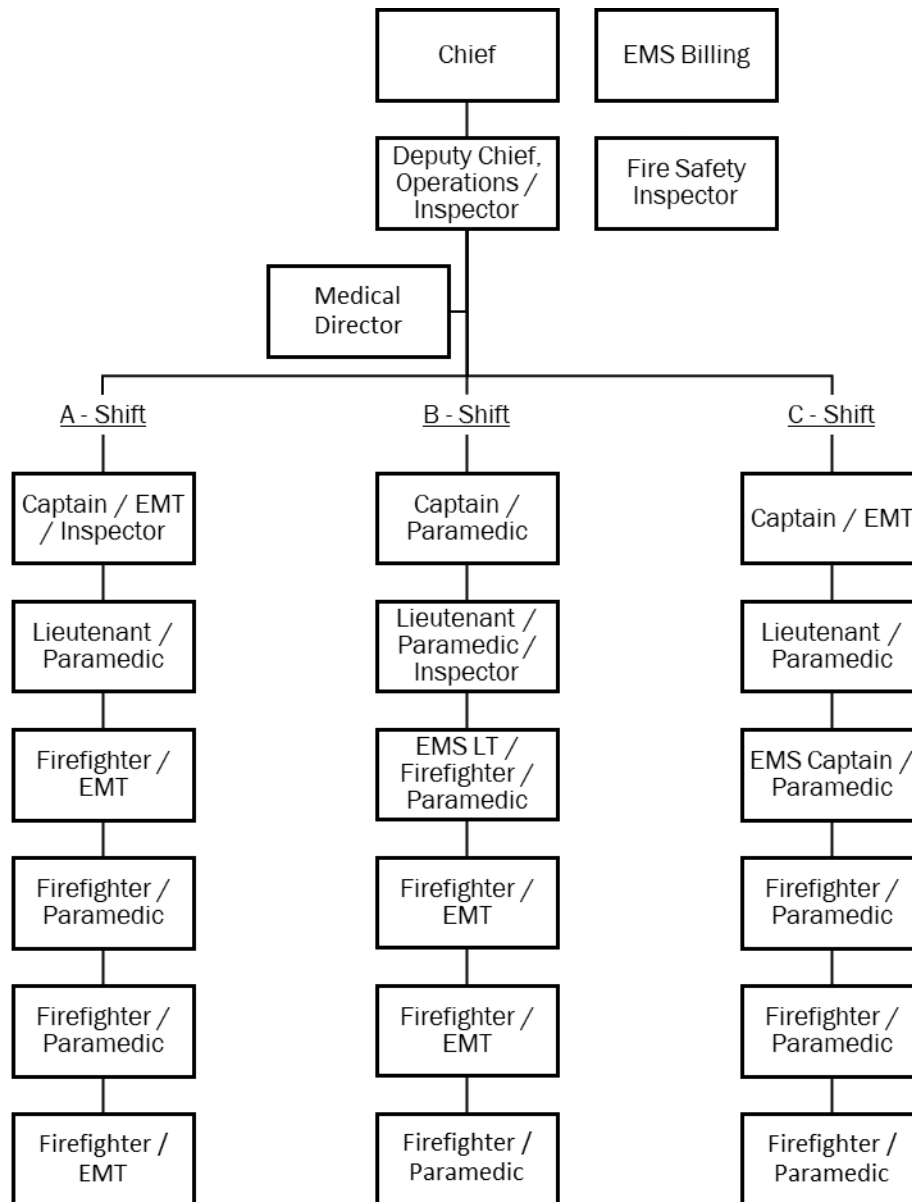 Chief
EMS Billing
Deputy Chief,
Operations /
Inspector
Fire Safety
Inspector
Medical
Director
A - Shift
B - Shift
C - Shift
Captain / EMT
/ Inspector
Captain /
Paramedic
Captain / EMT
Lieutenant /
Paramedic
Lieutenant /
Paramedic /
Inspector
Lieutenant /
Paramedic
Firefighter /
EMT
EMS LT /
Firefighter /
Paramedic
EMS Captain /
Paramedic
Firefighter /
Paramedic
Firefighter /
EMT
Firefighter /
Paramedic
Firefighter /
Paramedic
Firefighter /
EMT
Firefighter /
Paramedic
Firefighter /
EMT
Firefighter /
Paramedic
Firefighter /
Paramedic